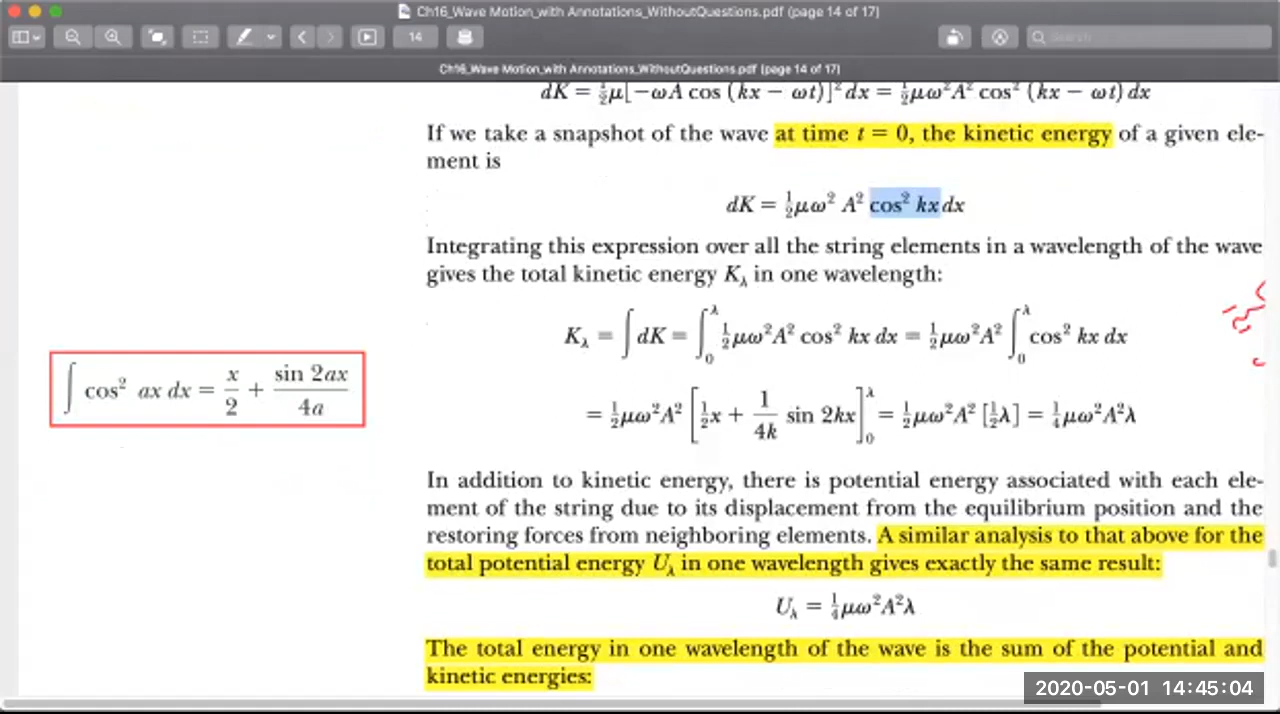 Ch16_Wave Motion_with Annotations_WithoutQuestions.pdf (page 14 of 17)
14
Search
Ch16_Wave Motion_with Annotations_WithoutQuestions.pdf (page 14 of 17)
dK = ½μ[−ωA cos (kx − ωt)]² dx = ½μω²A² cos² (kx − ωt) dx
If we take a snapshot of the wave at time t = 0, the kinetic energy of a given ele-
ment is
dK = ½μω² A² cos² kx dx
Integrating this expression over all the string elements in a wavelength of the wave
gives the total kinetic energy K_λ in one wavelength:
K_λ = ∫ dK = ∫₀^λ ½μω²A² cos² kx dx = ½μω²A² ∫₀^λ cos² kx dx
∫ cos² ax dx = x/2 + sin 2ax/4a
= ½μω²A² [½x + 1/4k sin 2kx]₀^λ = ½μω²A² [½λ] = ¼μω²A²λ
In addition to kinetic energy, there is potential energy associated with each ele-
ment of the string due to its displacement from the equilibrium position and the
restoring forces from neighboring elements. A similar analysis to that above for the
total potential energy U_λ in one wavelength gives exactly the same result:
U_λ = ¼μω²A²λ
The total energy in one wavelength of the wave is the sum of the potential and
kinetic energies:
2020-05-01 14:45:04